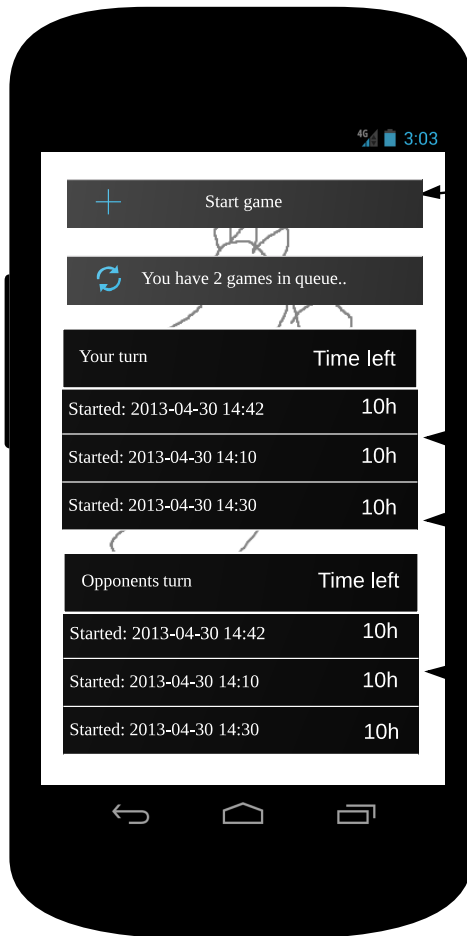 4G 3:03
Start game
You have 2 games in queue..
Your turn Time left
Started: 2013-04-30 14:42 10h
Started: 2013-04-30 14:10 10h
Started: 2013-04-30 14:30 10h
Opponents turn Time left
Started: 2013-04-30 14:42 10h
Started: 2013-04-30 14:10 10h
Started: 2013-04-30 14:30 10h